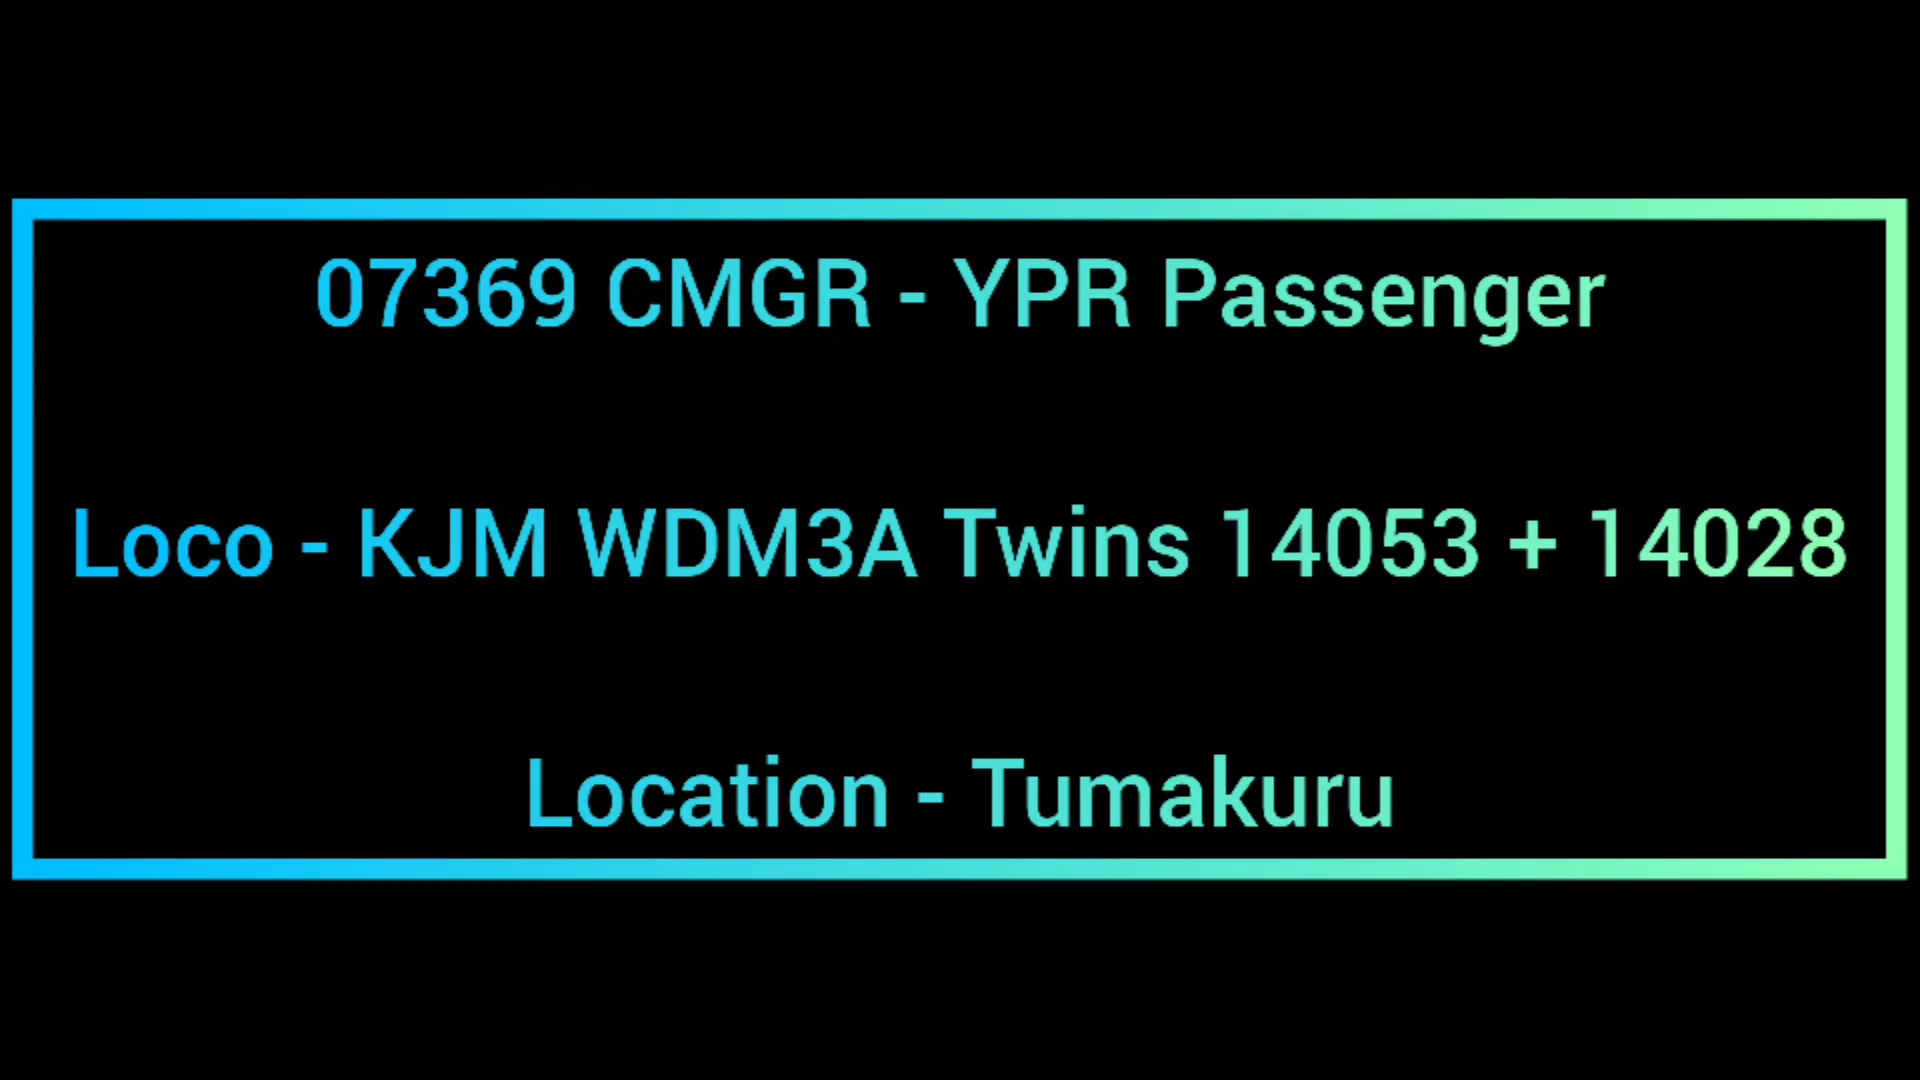 07369 CMGR - YPR Passenger
Loco - KJM WDM3A Twins 14053 + 14028
Location - Tumakuru